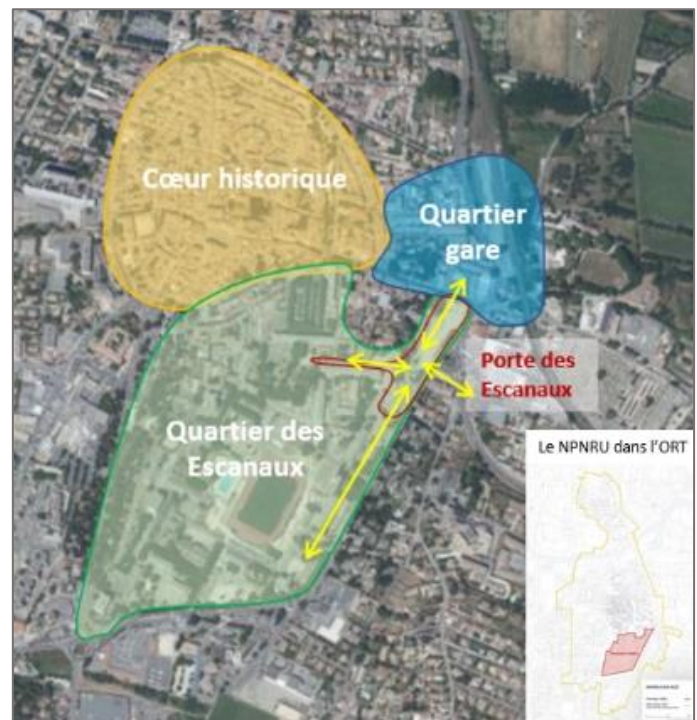 Cœur historique
Quartier
gare
Porte des
Escanaux
Quartier des
Escanaux
Le NPNRU dans l'ORT